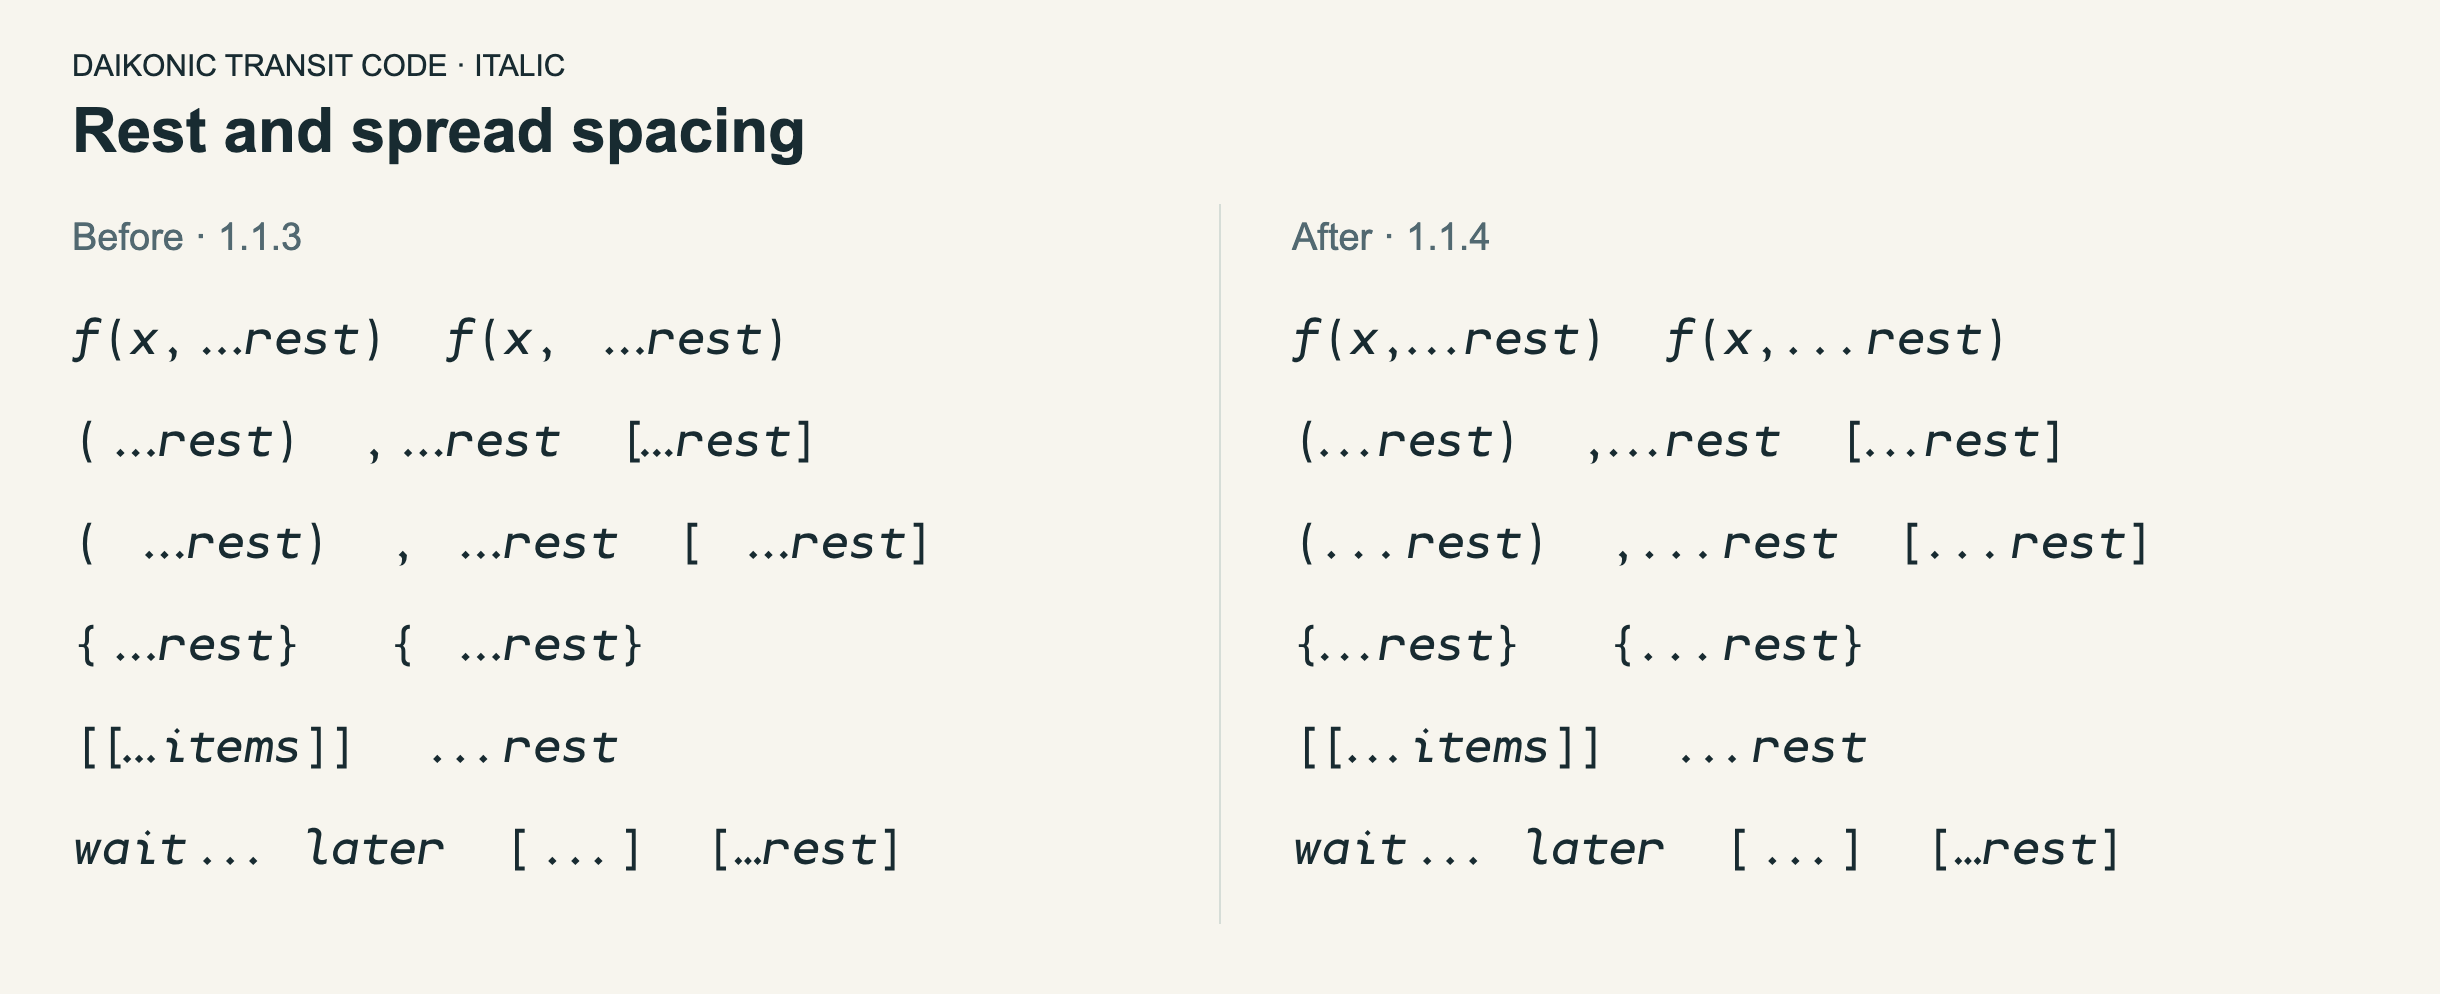 DAIKONIC TRANSIT CODE · ITALIC
Rest and spread spacing
Before · 1.1.3
f(x, ...rest)  f(x,  ...rest)
( ...rest)  , ...rest  [...rest]
(  ...rest)  ,  ...rest  [  ...rest]
{ ...rest}  {  ...rest}
[[...items]]  ...rest
wait...  later  [...]  […rest]
After · 1.1.4
f(x,...rest)  f(x,...rest)
(...rest)  ,...rest  [...rest]
(...rest)  ,...rest  [...rest]
{...rest}  {...rest}
[[...items]]  ...rest
wait...  later  [...]  […rest]